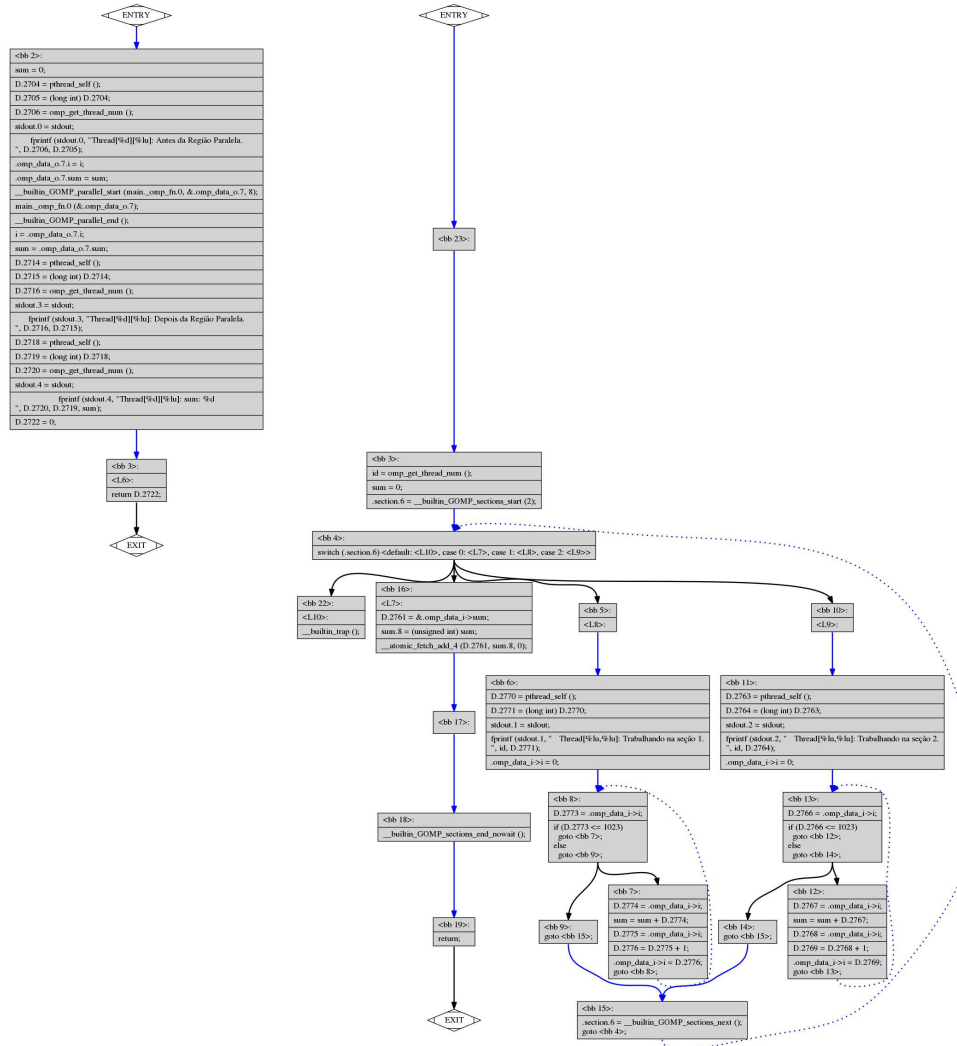 ENTRY
<bb 2>:
sum = 0;
D.2704 = pthread_self ();
D.2705 = (long int) D.2704;
D.2706 = omp_get_thread_num ();
stdout.0 = stdout;
fprintf (stdout.0, "Thread[%d][%lu]: Antes da Região Paralela.
", D.2706, D.2705);
.omp_data_o.7.i = i;
.omp_data_o.7.sum = sum;
__builtin_GOMP_parallel_start (main._omp_fn.0, &.omp_data_o.7, 8);
main._omp_fn.0 (&.omp_data_o.7);
__builtin_GOMP_parallel_end ();
i = .omp_data_o.7.i;
sum = .omp_data_o.7.sum;
D.2714 = pthread_self ();
D.2715 = (long int) D.2714;
D.2716 = omp_get_thread_num ();
stdout.3 = stdout;
fprintf (stdout.3, "Thread[%d][%lu]: Depois da Região Paralela.
", D.2716, D.2715);
D.2718 = pthread_self ();
D.2719 = (long int) D.2718;
D.2720 = omp_get_thread_num ();
stdout.4 = stdout;
fprintf (stdout.4, "Thread[%d][%lu]: sum: %d
", D.2720, D.2719, sum);
D.2722 = 0;
<bb 3>:
<L6>:
return D.2722;
EXIT
ENTRY
<bb 23>:
<bb 3>:
id = omp_get_thread_num ();
sum = 0;
.section.6 = __builtin_GOMP_sections_start (2);
<bb 4>:
switch (.section.6) <default: <L10>, case 0: <L7>, case 1: <L8>, case 2: <L9>>
<bb 22>:
<L10>:
__builtin_trap ();
<bb 16>:
<L7>:
D.2761 = &.omp_data_i->sum;
sum.8 = (unsigned int) sum;
__atomic_fetch_add_4 (D.2761, sum.8, 0);
<bb 17>:
<bb 18>:
__builtin_GOMP_sections_end_nowait ();
<bb 19>:
return;
EXIT
<bb 5>:
<L8>:
<bb 6>:
D.2770 = pthread_self ();
D.2771 = (long int) D.2770;
stdout.1 = stdout;
fprintf (stdout.1, " Thread[%lu,%lu]: Trabalhando na seção 1.
", id, D.2771);
.omp_data_i->i = 0;
<bb 8>:
D.2773 = .omp_data_i->i;
if (D.2773 <= 1023)
goto <bb 7>;
else
goto <bb 9>;
<bb 9>:
goto <bb 15>;
<bb 7>:
D.2774 = .omp_data_i->i;
sum = sum + D.2774;
D.2775 = .omp_data_i->i;
D.2776 = D.2775 + 1;
.omp_data_i->i = D.2776;
goto <bb 8>;
<bb 10>:
<L9>:
<bb 11>:
D.2763 = pthread_self ();
D.2764 = (long int) D.2763;
stdout.2 = stdout;
fprintf (stdout.2, " Thread[%lu,%lu]: Trabalhando na seção 2.
", id, D.2764);
.omp_data_i->i = 0;
<bb 13>:
D.2766 = .omp_data_i->i;
if (D.2766 <= 1023)
goto <bb 12>;
else
goto <bb 14>;
<bb 14>:
goto <bb 15>;
<bb 12>:
D.2767 = .omp_data_i->i;
sum = sum + D.2767;
D.2768 = .omp_data_i->i;
D.2769 = D.2768 + 1;
.omp_data_i->i = D.2769;
goto <bb 13>;
<bb 15>:
.section.6 = __builtin_GOMP_sections_next ();
goto <bb 4>;